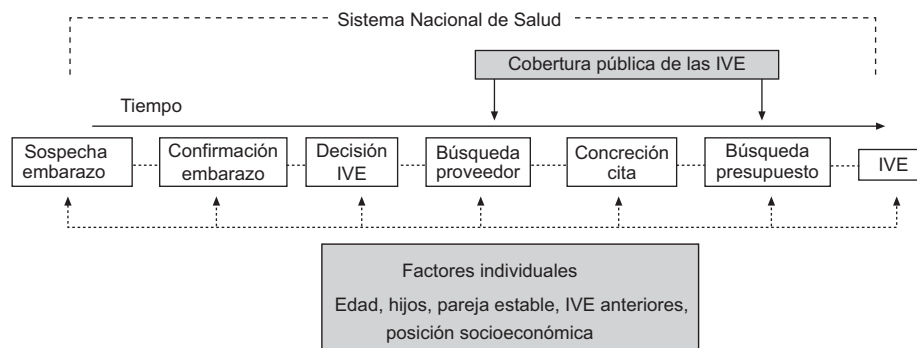 Sistema Nacional de Salud
Cobertura pública de las IVE
Tiempo
Sospecha
embarazo
Confirmación
embarazo
Decisión
IVE
Búsqueda
proveedor
Concreción
cita
Búsqueda
presupuesto
IVE
Factores individuales
Edad, hijos, pareja estable, IVE anteriores,
posición socioeconómica